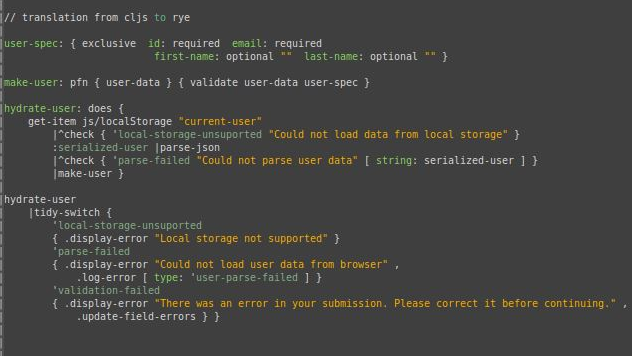 // translation from cljs to rye
user-spec: { exclusive  id: required  email: required
first-name: optional ""  last-name: optional "" }
make-user: pfn { user-data } { validate user-data user-spec }
hydrate-user: does {
get-item js/localStorage "current-user"
|^check { 'local-storage-unsuported "Could not load data from local storage" }
:serialized-user |parse-json
|^check { 'parse-failed "Could not parse user data" [ string: serialized-user ] }
|make-user }
hydrate-user
|tidy-switch {
'local-storage-unsuported
{ .display-error "Local storage not supported" }
'parse-failed
{ .display-error "Could not load user data from browser" ,
.log-error [ type: 'user-parse-failed ] }
'validation-failed
{ .display-error "There was an error in your submission. Please correct it before continuing." ,
.update-field-errors } }